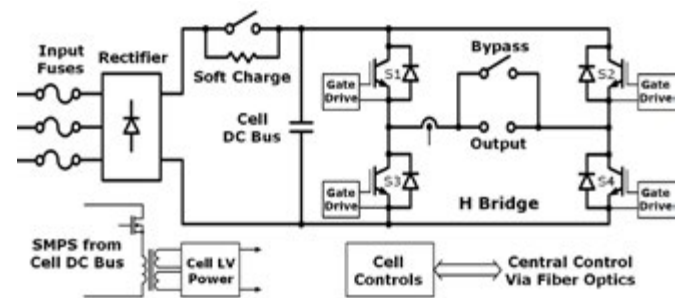 Input
Fuses
Rectifier
Soft Charge
Cell
DC Bus
S1
Gate
Drive
Bypass
S2
Gate
Drive
Output
S3
Gate
Drive
H Bridge
S4
Gate
Drive
SMPS from
Cell DC Bus
Cell LV
Power
Cell
Controls
Central Control
Via Fiber Optics